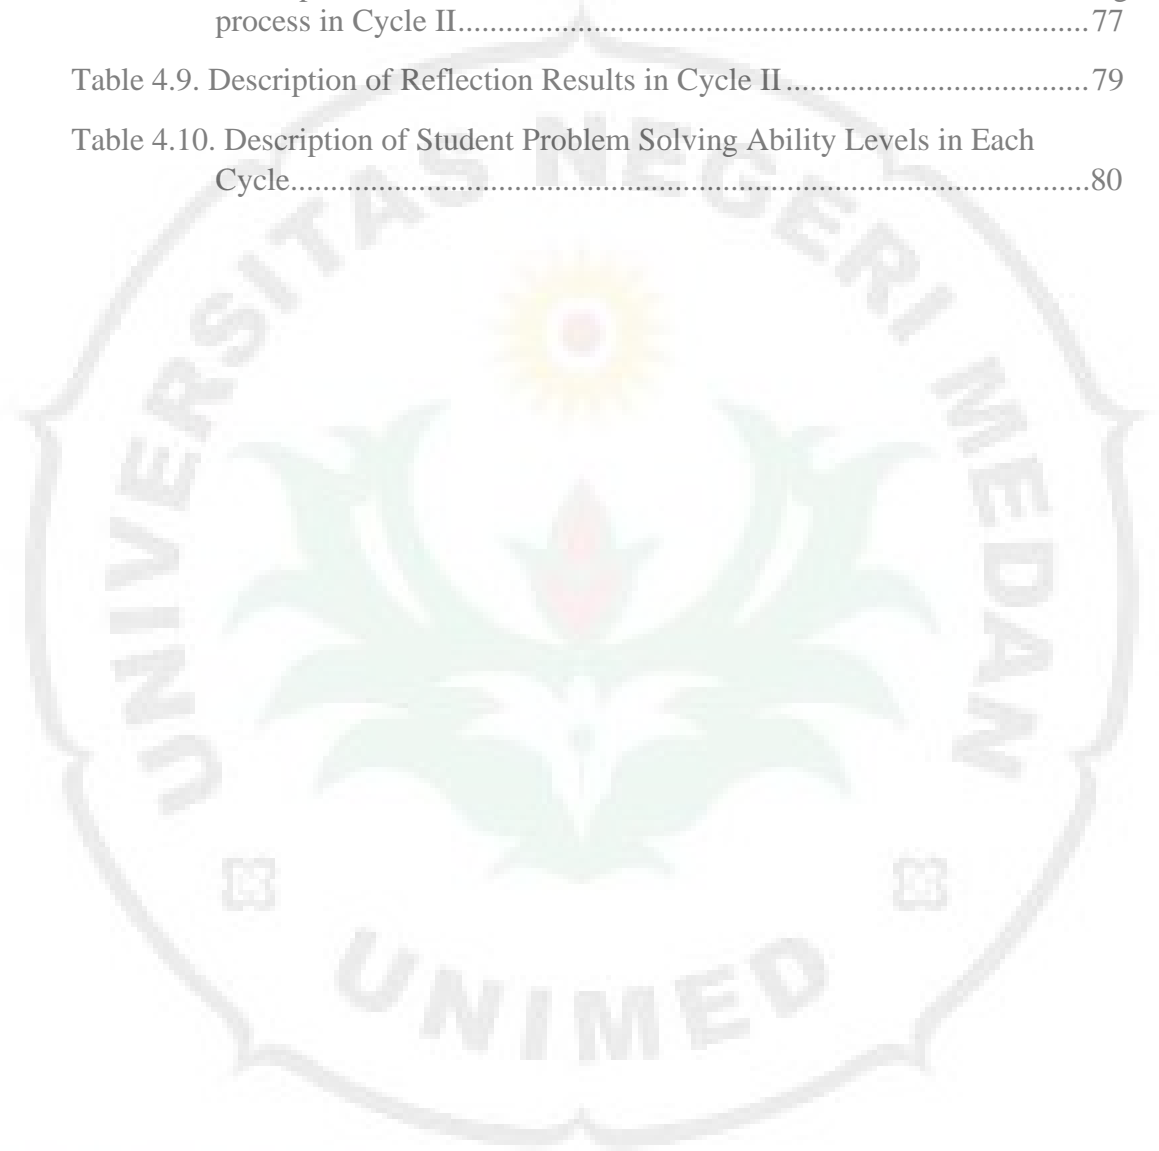 process in Cycle II................................................................................77
Table 4.9. Description of Reflection Results in Cycle II......................................79
Table 4.10. Description of Student Problem Solving Ability Levels in Each
Cycle....................................................................................................80
UNIVERSITAS NEGERI MEDAN
UNIMED